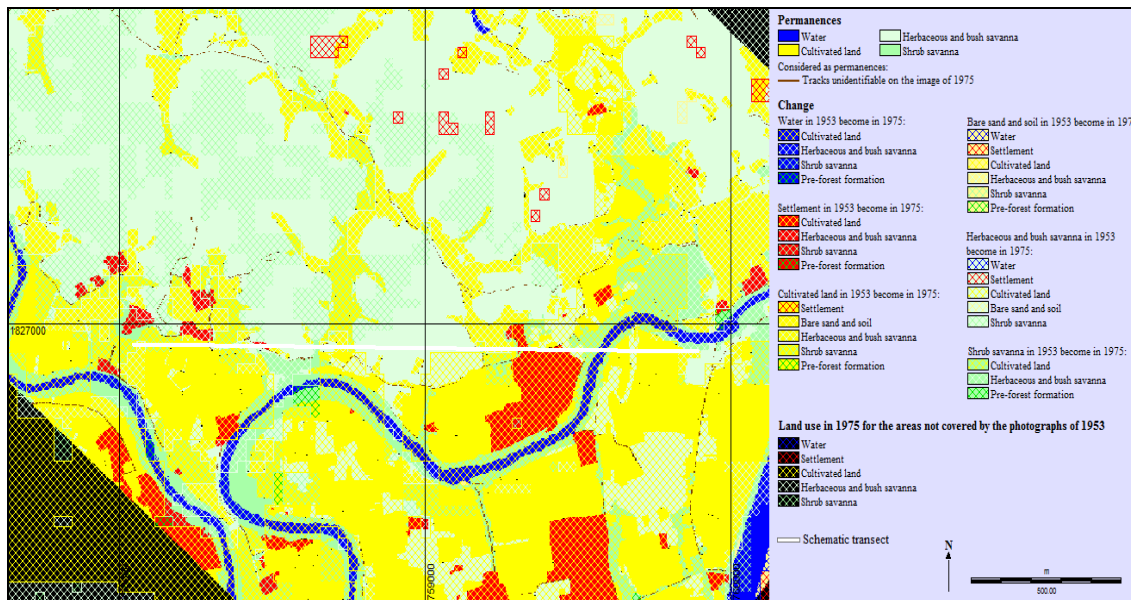 Permanences
Water
Herbaceous and bush savanna
Cultivated land
Shrub savanna
Considered as permanences:
Tracks unidentifiable on the image of 1975
Change
Water in 1953 become in 1975:
Cultivated land
Herbaceous and bush savanna
Shrub savanna
Pre-forest formation
Settlement in 1953 become in 1975:
Cultivated land
Herbaceous and bush savanna
Shrub savanna
Pre-forest formation
Cultivated land in 1953 become in 1975:
Settlement
Bare sand and soil
Herbaceous and bush savanna
Shrub savanna
Pre-forest formation
Bare sand and soil in 1953 become in 197
Water
Settlement
Cultivated land
Herbaceous and bush savanna
Shrub savanna
Pre-forest formation
Herbaceous and bush savanna in 1953
become in 1975:
Water
Settlement
Cultivated land
Bare sand and soil
Shrub savanna
Shrub savanna in 1953 become in 1975:
Cultivated land
Herbaceous and bush savanna
Pre-forest formation
Land use in 1975 for the areas not covered by the photographs of 1953
Water
Settlement
Cultivated land
Herbaceous and bush savanna
Shrub savanna
Schematic transect
N
m
500.00
1827000
759000